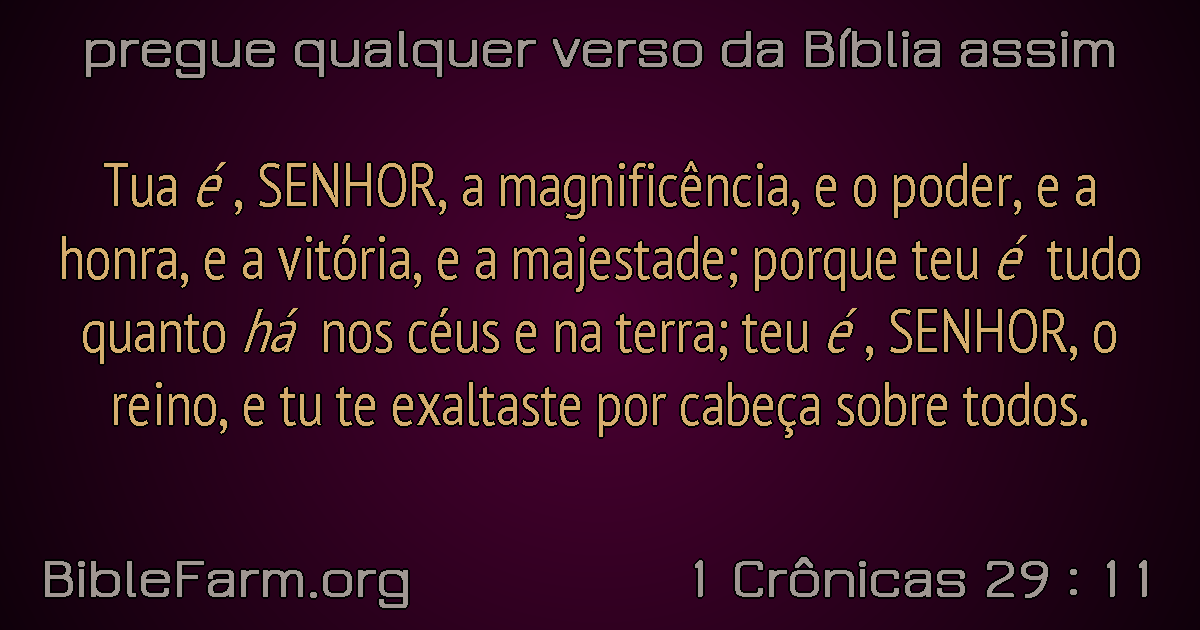 pregue qualquer verso da Bíblia assim
Tua é , SENHOR, a magnificência, e o poder, e a
honra, e a vitória, e a majestade; porque teu é tudo
quanto há nos céus e na terra; teu é , SENHOR, o
reino, e tu te exaltaste por cabeça sobre todos.
BibleFarm.org
1 Crônicas 29 : 11